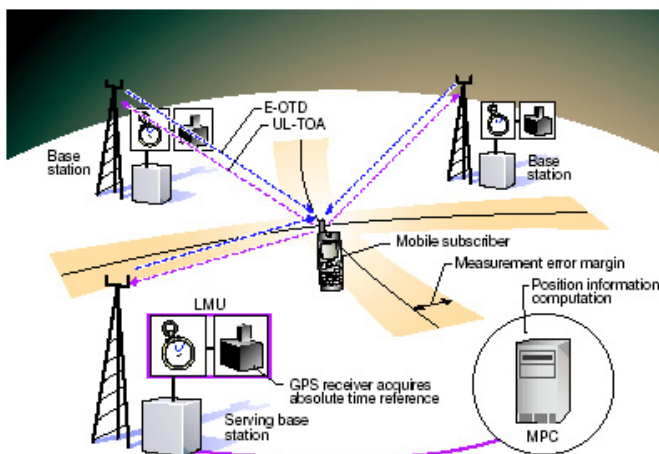 E-OTD
UL-TOA
Base
station
Base
station
Mobile subscriber
Measurement error margin
Position information
computation
LMU
GPS receiver acquires
absolute time reference
Serving base
station
MPC